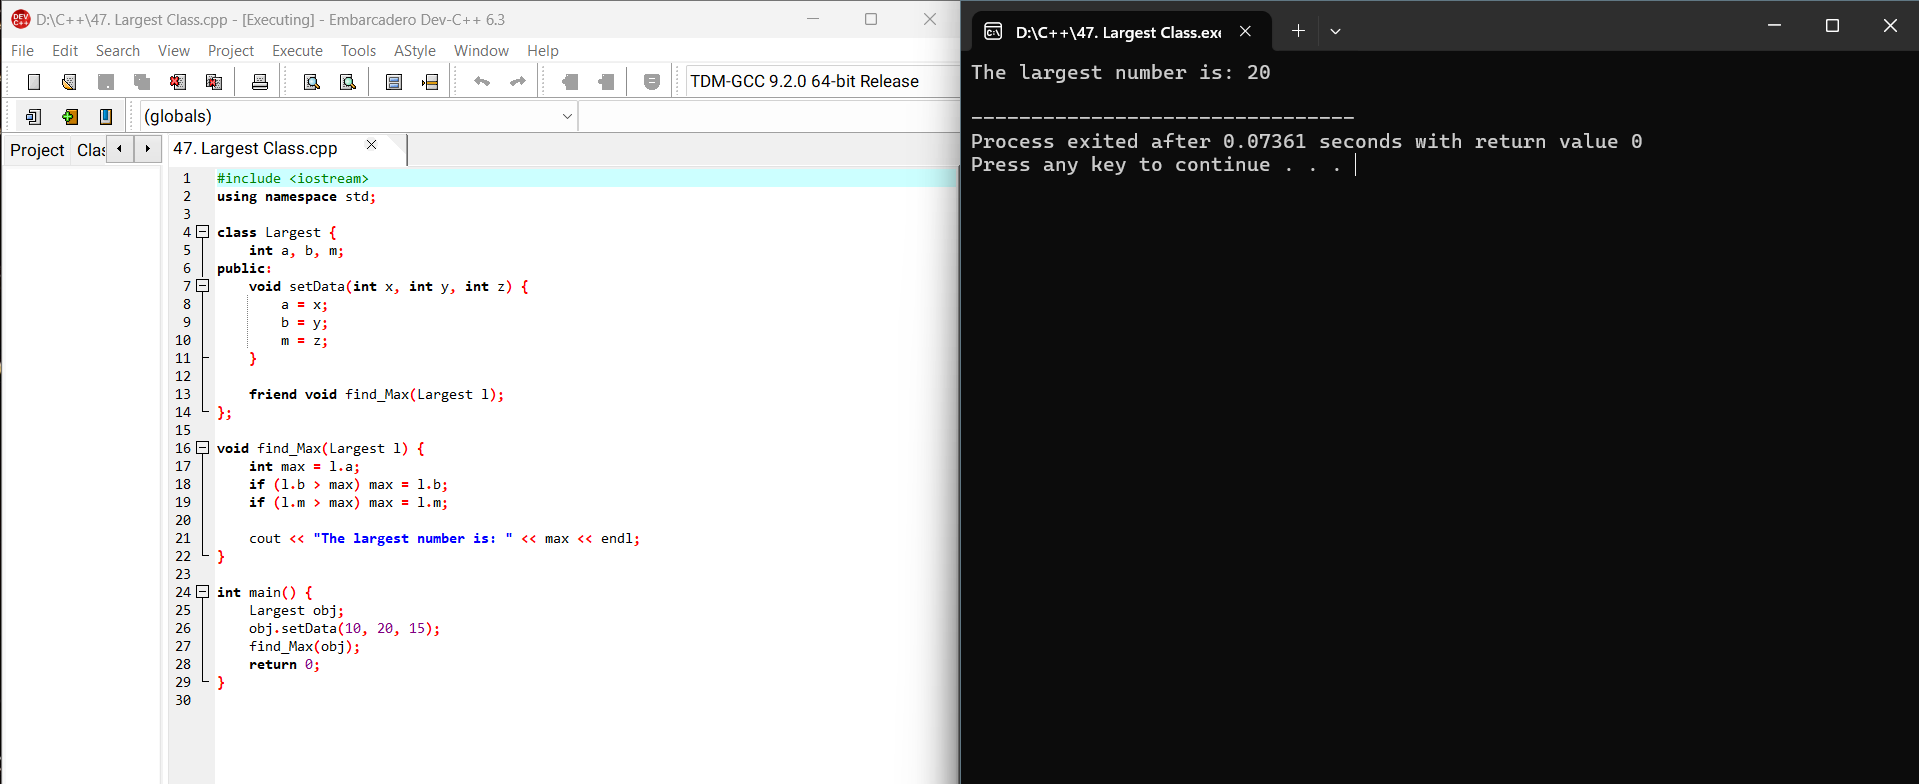 D:\C++\47. Largest Class.cpp - [Executing] - Embarcadero Dev-C++ 6.3
File Edit Search View Project Execute Tools AStyle Window Help
TDM-GCC 9.2.0 64-bit Release
(globals)
Project Clas
47. Largest Class.cpp
1 #include <iostream>
2 using namespace std;
3
4 class Largest {
5     int a, b, m;
6 public:
7     void setData(int x, int y, int z) {
8         a = x;
9         b = y;
10         m = z;
11     }
12
13     friend void find_Max(Largest l);
14 };
15
16 void find_Max(Largest l) {
17     int max = l.a;
18     if (l.b > max) max = l.b;
19     if (l.m > max) max = l.m;
20
21     cout << "The largest number is: " << max << endl;
22 }
23
24 int main() {
25     Largest obj;
26     obj.setData(10, 20, 15);
27     find_Max(obj);
28     return 0;
29 }
30
D:\C++\47. Largest Class.exe
The largest number is: 20
--------------------------------
Process exited after 0.07361 seconds with return value 0
Press any key to continue . . .